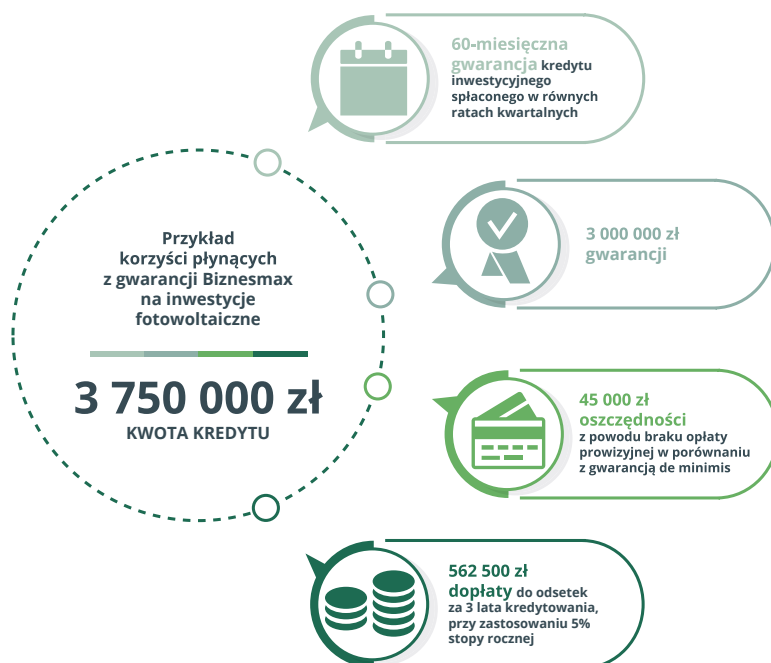 60-miesięczna
gwarancja kredytu
inwestycyjnego
spłaconego w równych
ratach kwartalnych
Przykład
korzyści płynących
z gwarancji Biznesmax
na inwestycje
fotowoltaiczne
3 750 000 zł
KWOTA KREDYTU
3 000 000 zł
gwarancji
45 000 zł
oszczędności
z powodu braku opłaty
prowizyjnej w porównaniu
z gwarancją de minimis
562 500 zł
dopłaty do odsetek
za 3 lata kredytowania,
przy zastosowaniu 5%
stopy rocznej